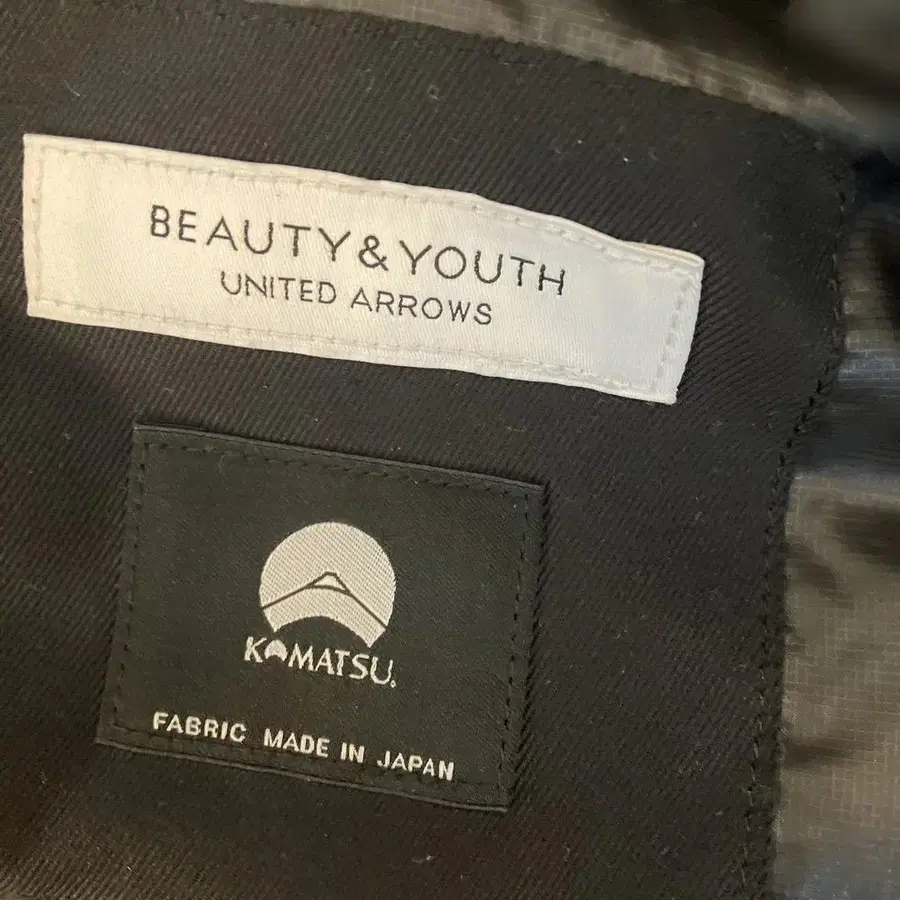 BEAUTY&YOUTH
UNITED ARROWS
KOMATSU.
FABRIC MADE IN JAPAN